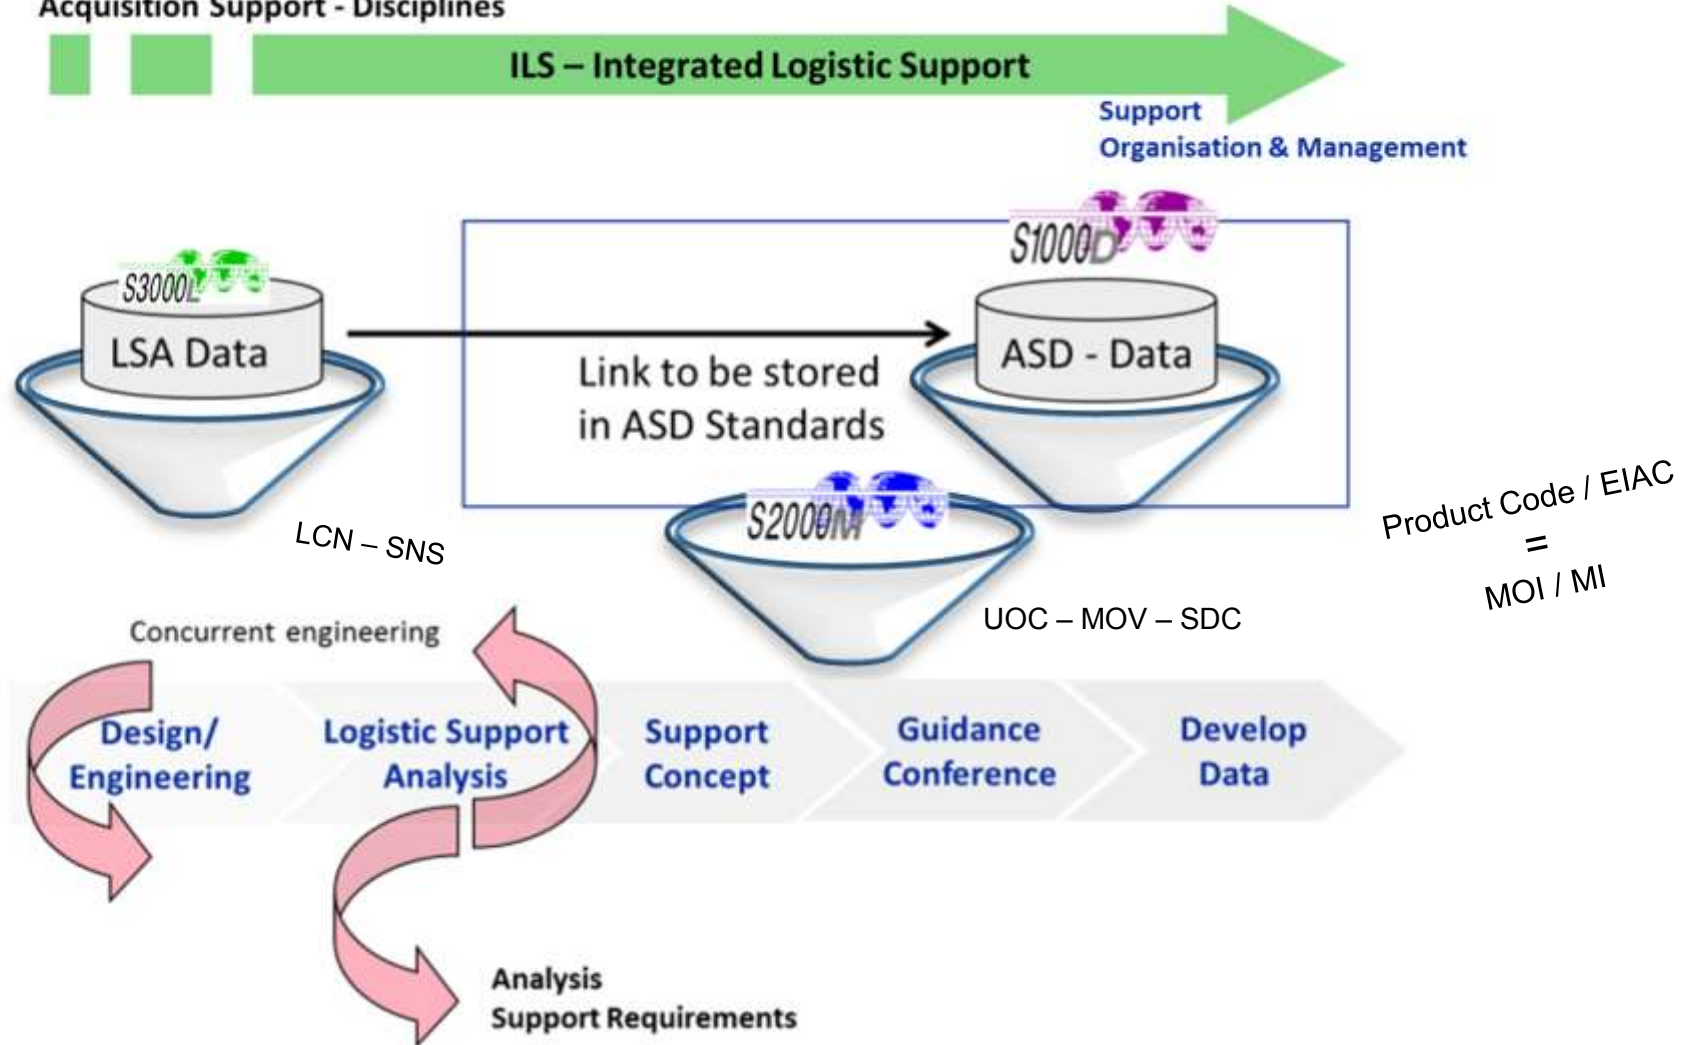 Acquisition Support - Disciplines
ILS – Integrated Logistic Support
Support
Organisation & Management
S1000D
S3000L
LSA Data
ASD - Data
Link to be stored
in ASD Standards
S2000M
LCN – SNS
Product Code / EIAC
=
MOI / MI
UOC – MOV – SDC
Concurrent engineering
Design/
Engineering
Logistic Support
Analysis
Support
Concept
Guidance
Conference
Develop
Data
Analysis
Support Requirements